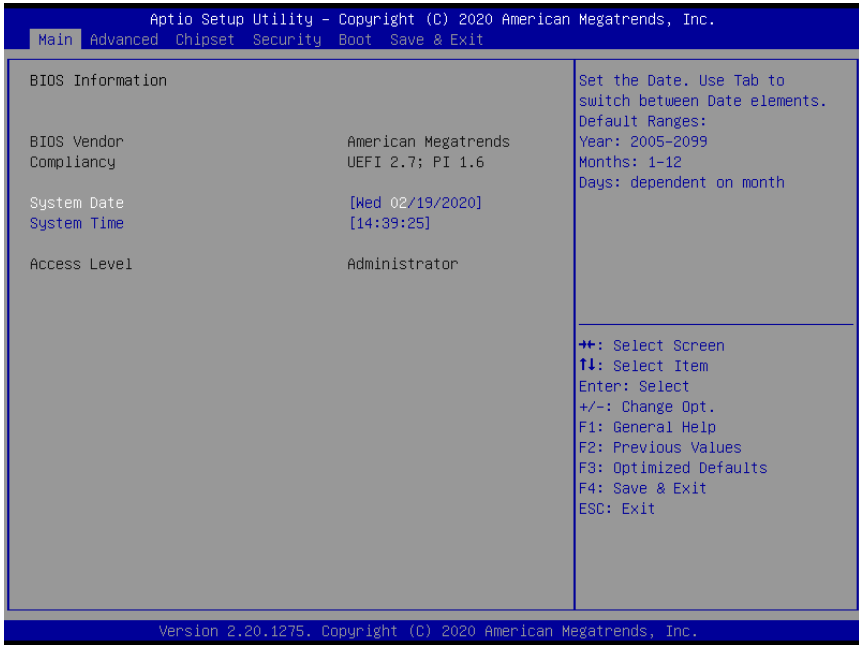 Aptio Setup Utility – Copyright (C) 2020 American Megatrends, Inc.
Main Advanced Chipset Security Boot Save & Exit
BIOS Information
BIOS Vendor American Megatrends
Compliancy UEFI 2.7; PI 1.6
System Date [Wed 02/19/2020]
System Time [14:39:25]
Access Level Administrator
Set the Date. Use Tab to
switch between Date elements.
Default Ranges:
Year: 2005–2099
Months: 1–12
Days: dependent on month
→←: Select Screen
↑↓: Select Item
Enter: Select
+/–: Change Opt.
F1: General Help
F2: Previous Values
F3: Optimized Defaults
F4: Save & Exit
ESC: Exit
Version 2.20.1275. Copyright (C) 2020 American Megatrends, Inc.